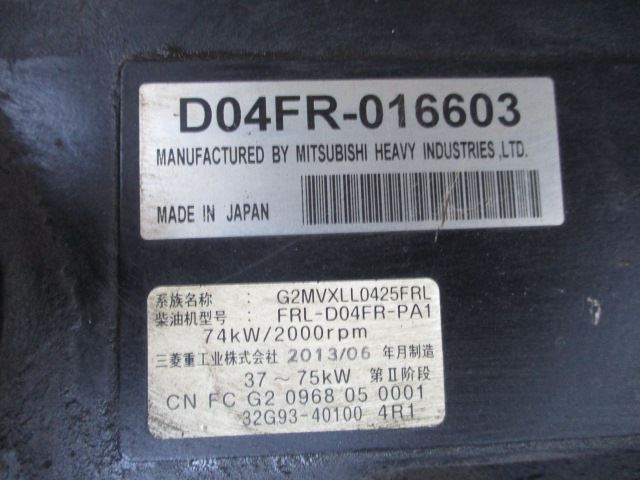 D04FR-016603
MANUFACTURED BY MITSUBISHI HEAVY INDUSTRIES,LTD.
MADE IN JAPAN
系族名称 : G2MVXLL0425FRL
柴油机型号 : FRL-D04FR-PA1
74kW/2000rpm
三菱重工业株式会社 2013/06 年月制造
37～75kW 第Ⅱ阶段
CN FC G2 0968 05 0001
32G93-40100 4R1